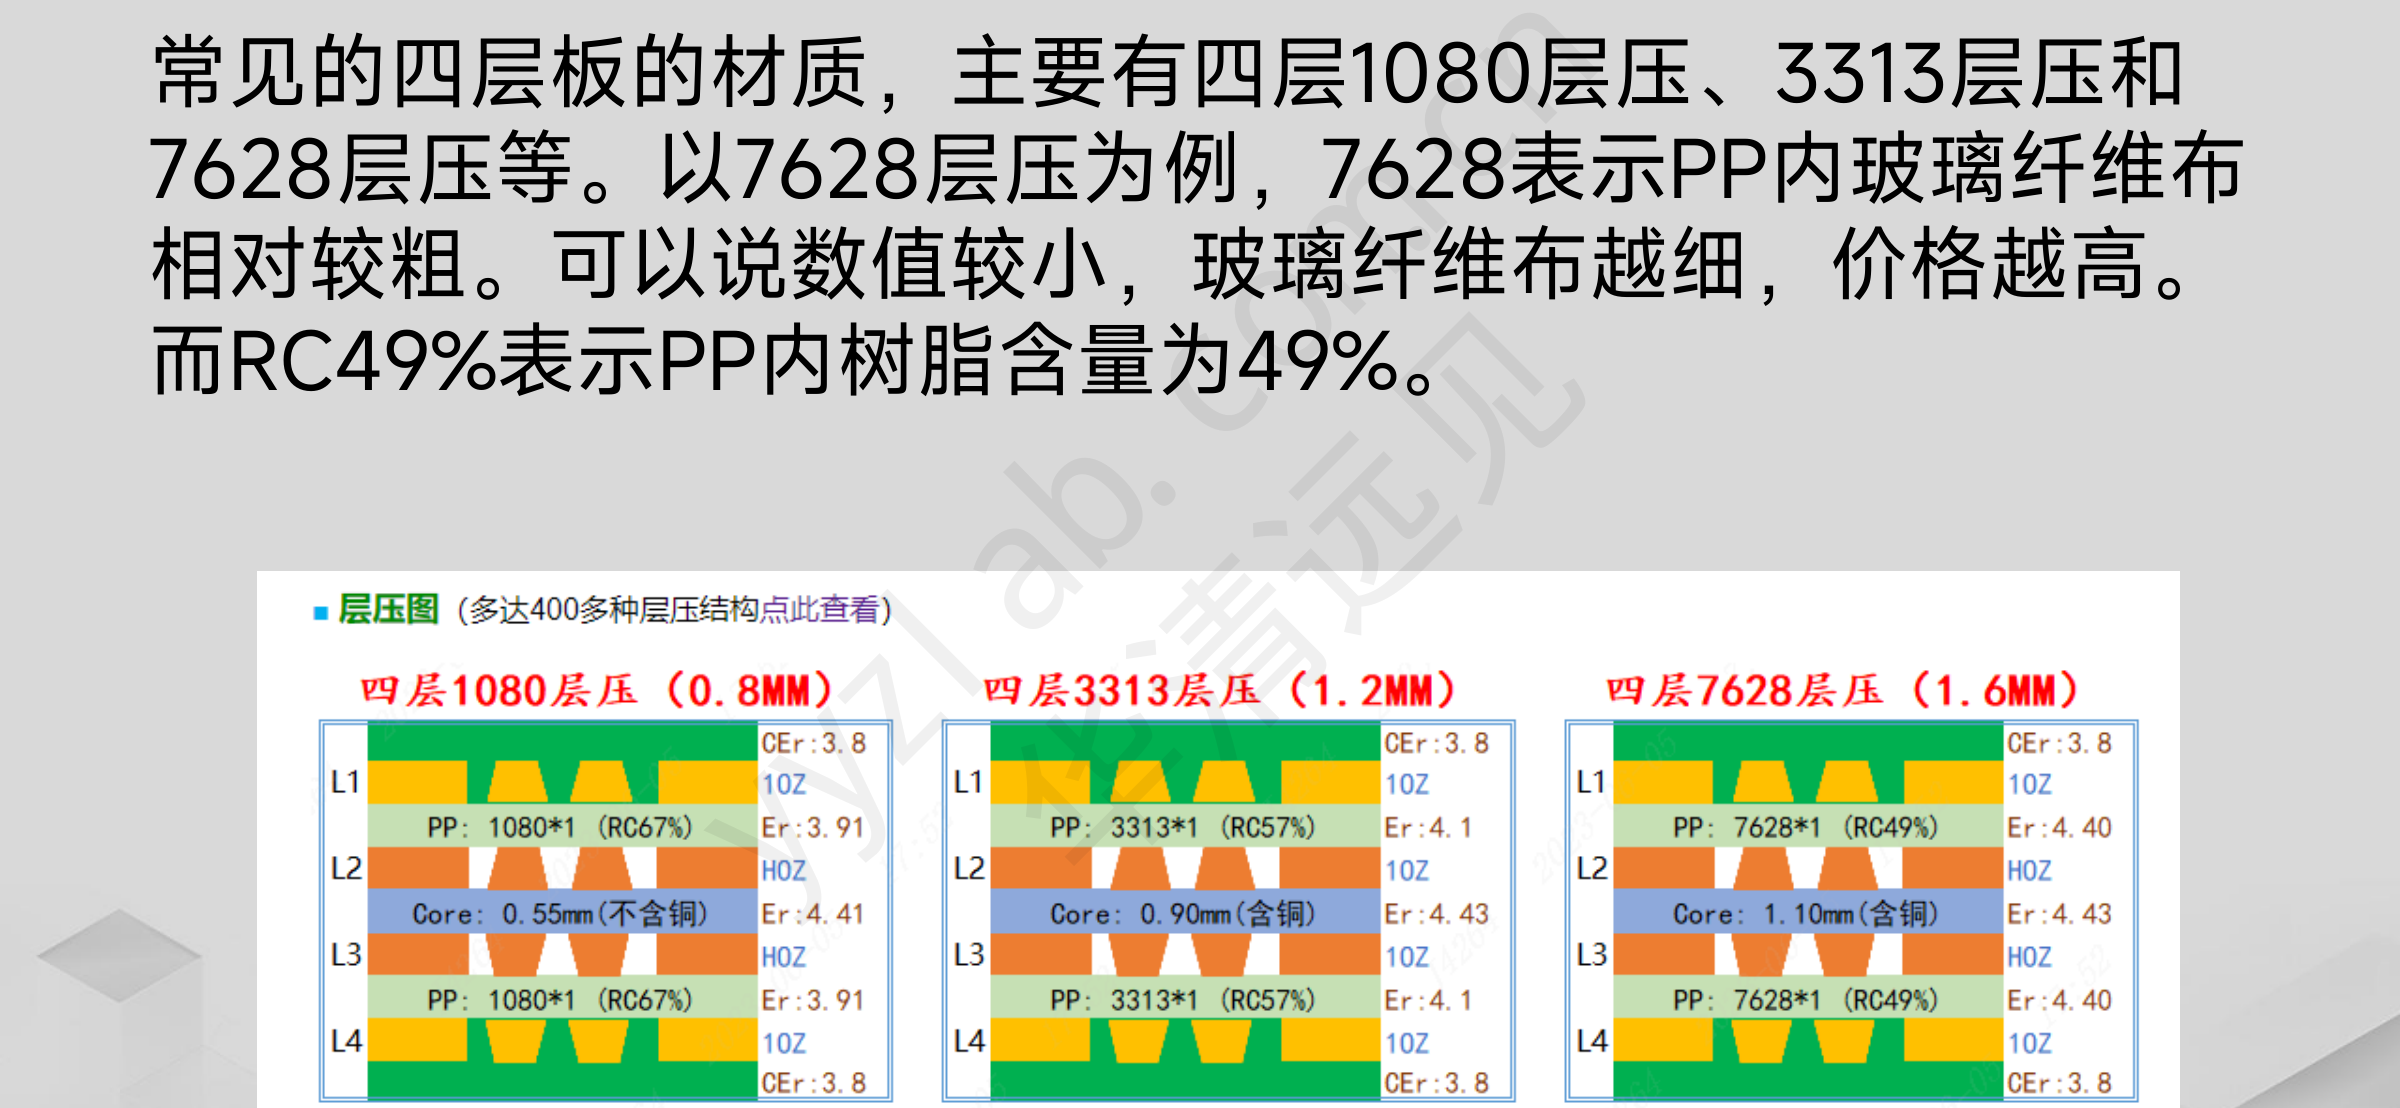 常见的四层板的材质，主要有四层1080层压、3313层压和
7628层压等。以7628层压为例，7628表示PP内玻璃纤维布
相对较粗。可以说数值较小，玻璃纤维布越细，价格越高。
而RC49%表示PP内树脂含量为49%。
yyzlab.com.cn
华清远见
层压图（多达400多种层压结构点此查看）
四层1080层压（0.8MM）
CEr:3.8
L1 1OZ
PP: 1080*1 (RC67%) Er:3.91
L2 HOZ
Core: 0.55mm(不含铜) Er:4.41
L3 HOZ
PP: 1080*1 (RC67%) Er:3.91
L4 1OZ
CEr:3.8
四层3313层压（1.2MM）
CEr:3.8
L1 1OZ
PP: 3313*1 (RC57%) Er:4.1
L2 1OZ
Core: 0.90mm(含铜) Er:4.43
L3 1OZ
PP: 3313*1 (RC57%) Er:4.1
L4 1OZ
CEr:3.8
四层7628层压（1.6MM）
CEr:3.8
L1 1OZ
PP: 7628*1 (RC49%) Er:4.40
L2 HOZ
Core: 1.10mm(含铜) Er:4.43
L3 HOZ
PP: 7628*1 (RC49%) Er:4.40
L4 1OZ
CEr:3.8